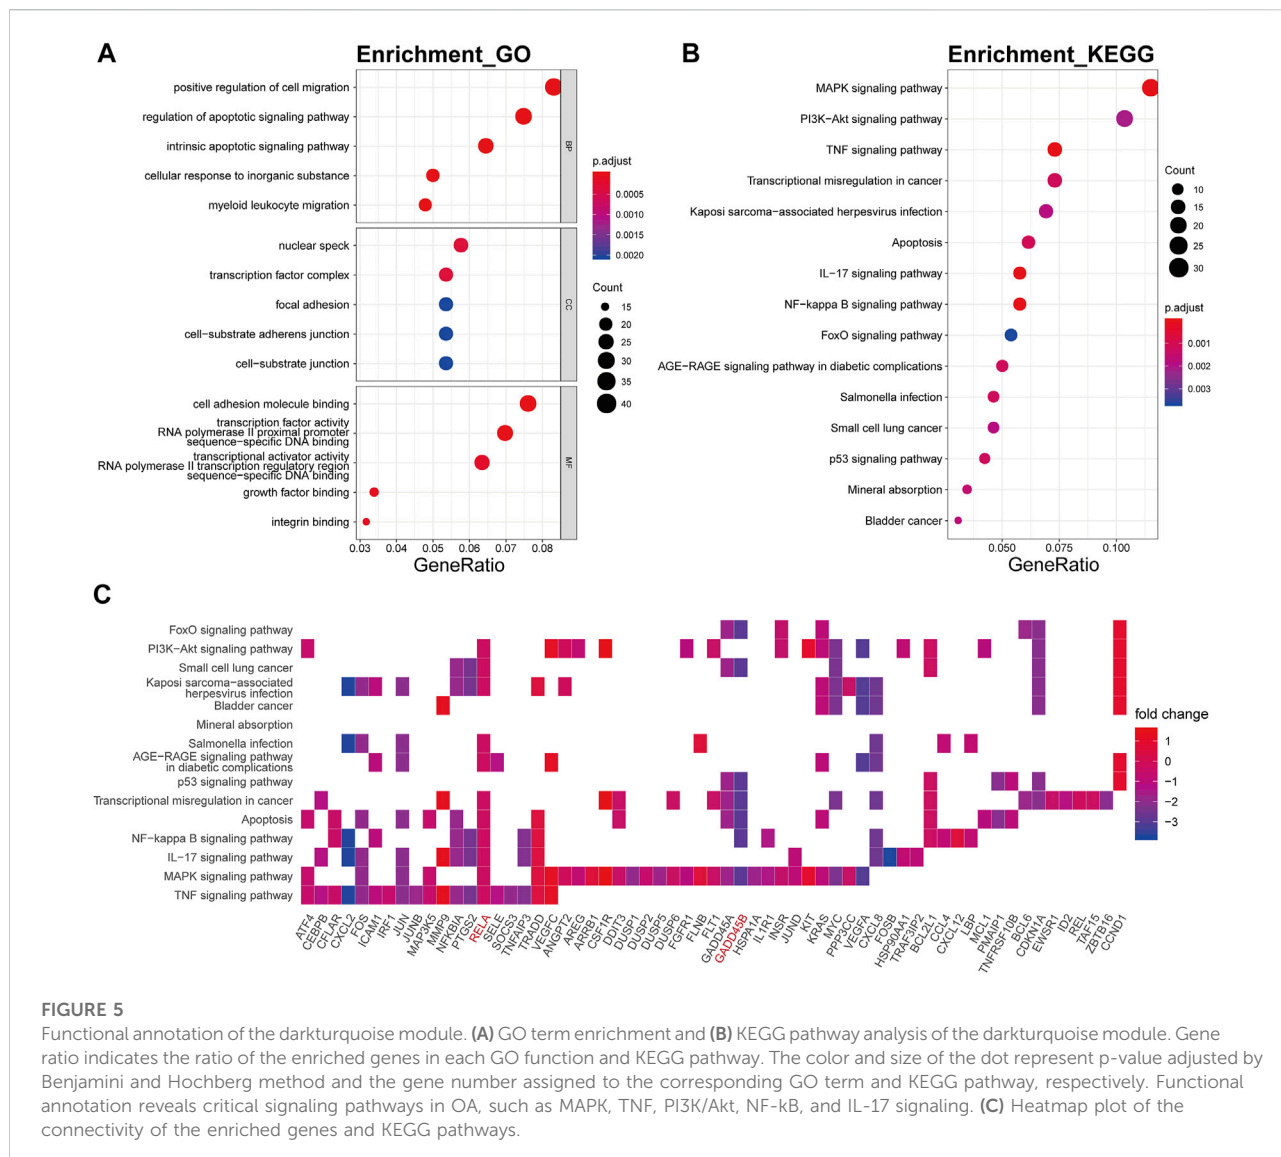 A
Enrichment_GO
positive regulation of cell migration
regulation of apoptotic signaling pathway
intrinsic apoptotic signaling pathway
cellular response to inorganic substance
myeloid leukocyte migration
BP
nuclear speck
transcription factor complex
focal adhesion
cell−substrate adherens junction
cell−substrate junction
CC
cell adhesion molecule binding
transcription factor activity
RNA polymerase II proximal promoter
sequence−specific DNA binding
transcriptional activator activity
RNA polymerase II transcription regulatory region
sequence−specific DNA binding
growth factor binding
integrin binding
MF
0.03 0.04 0.05 0.06 0.07 0.08
GeneRatio
p.adjust
0.0005
0.0010
0.0015
0.0020
Count
15
20
25
30
35
40
B
Enrichment_KEGG
MAPK signaling pathway
PI3K−Akt signaling pathway
TNF signaling pathway
Transcriptional misregulation in cancer
Kaposi sarcoma−associated herpesvirus infection
Apoptosis
IL−17 signaling pathway
NF−kappa B signaling pathway
FoxO signaling pathway
AGE−RAGE signaling pathway in diabetic complications
Salmonella infection
Small cell lung cancer
p53 signaling pathway
Mineral absorption
Bladder cancer
0.050 0.075 0.100
GeneRatio
Count
10
15
20
25
30
p.adjust
0.001
0.002
0.003
C
FoxO signaling pathway
PI3K−Akt signaling pathway
Small cell lung cancer
Kaposi sarcoma−associated
herpesvirus infection
Bladder cancer
Mineral absorption
Salmonella infection
AGE−RAGE signaling pathway
in diabetic complications
p53 signaling pathway
Transcriptional misregulation in cancer
Apoptosis
NF−kappa B signaling pathway
IL−17 signaling pathway
MAPK signaling pathway
TNF signaling pathway
ATF4
CEBPB
CFLAR
CXCL2
FOS
ICAM1
IRF1
JUN
JUNB
MAP3K5
MMP9
NFKBIA
PTGS2
RELA
SELE
SOCS3
TNFAIP3
TRADD
VEGFC
ANGPT2
AREG
ARRB1
CSF1R
DDIT3
DUSP1
DUSP2
DUSP5
DUSP6
FGFR1
FLNB
FLT1
GADD45A
GADD45B
HSPA1A
IL1R1
INSR
JUND
KIT
KRAS
MYC
PPP3CC
VEGFA
CXCL8
FOSB
HSP90AA1
TRAF3IP2
BCL2L1
CCL4
CXCL12
LBP
MCL1
PMAIP1
TNFRSF10B
BCL6
CDKN1A
EWSR1
ID2
REL
TAF15
ZBTB16
CCND1
fold change
1
0
−1
−2
−3
FIGURE 5
Functional annotation of the darkturquoise module. (A) GO term enrichment and (B) KEGG pathway analysis of the darkturquoise module. Gene
ratio indicates the ratio of the enriched genes in each GO function and KEGG pathway. The color and size of the dot represent p-value adjusted by
Benjamini and Hochberg method and the gene number assigned to the corresponding GO term and KEGG pathway, respectively. Functional
annotation reveals critical signaling pathways in OA, such as MAPK, TNF, PI3K/Akt, NF-kB, and IL-17 signaling. (C) Heatmap plot of the
connectivity of the enriched genes and KEGG pathways.